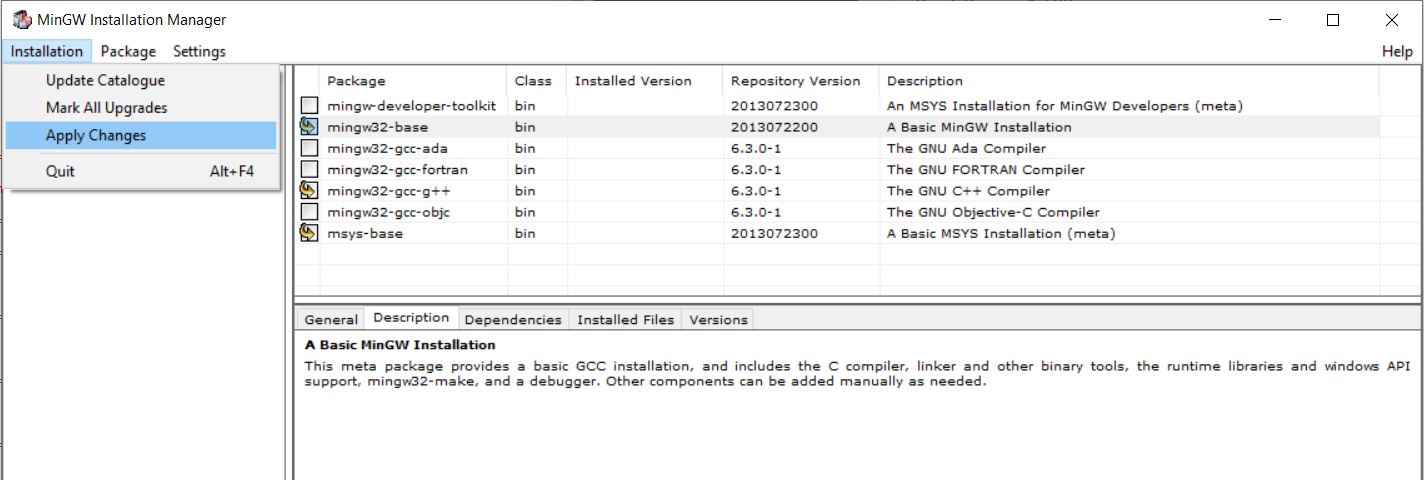 MinGW Installation Manager
Installation Package Settings Help
Update Catalogue
Mark All Upgrades
Apply Changes
Quit Alt+F4
Package Class Installed Version Repository Version Description
mingw-developer-toolkit bin 2013072300 An MSYS Installation for MinGW Developers (meta)
mingw32-base bin 2013072200 A Basic MinGW Installation
mingw32-gcc-ada bin 6.3.0-1 The GNU Ada Compiler
mingw32-gcc-fortran bin 6.3.0-1 The GNU FORTRAN Compiler
mingw32-gcc-g++ bin 6.3.0-1 The GNU C++ Compiler
mingw32-gcc-objc bin 6.3.0-1 The GNU Objective-C Compiler
msys-base bin 2013072300 A Basic MSYS Installation (meta)
General Description Dependencies Installed Files Versions
A Basic MinGW Installation
This meta package provides a basic GCC installation, and includes the C compiler, linker and other binary tools, the runtime libraries and windows API
support, mingw32-make, and a debugger. Other components can be added manually as needed.